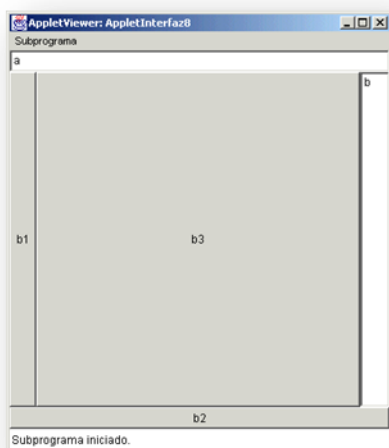 AppletViewer: AppletInterfaz8
Subprograma
a
b
b1
b3
b2
Subprograma iniciado.